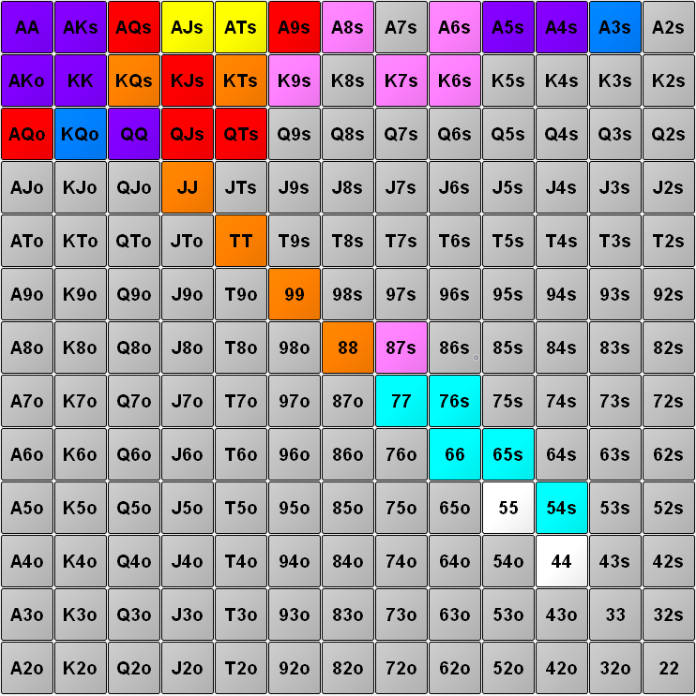 AA AKs AQs AJs ATs A9s A8s A7s A6s A5s A4s A3s A2s
AKo KK KQs KJs KTs K9s K8s K7s K6s K5s K4s K3s K2s
AQo KQo QQ QJs QTs Q9s Q8s Q7s Q6s Q5s Q4s Q3s Q2s
AJo KJo QJo JJ JTs J9s J8s J7s J6s J5s J4s J3s J2s
ATo KTo QTo JTo TT T9s T8s T7s T6s T5s T4s T3s T2s
A9o K9o Q9o J9o T9o 99 98s 97s 96s 95s 94s 93s 92s
A8o K8o Q8o J8o T8o 98o 88 87s 86s 85s 84s 83s 82s
A7o K7o Q7o J7o T7o 97o 87o 77 76s 75s 74s 73s 72s
A6o K6o Q6o J6o T6o 96o 86o 76o 66 65s 64s 63s 62s
A5o K5o Q5o J5o T5o 95o 85o 75o 65o 55 54s 53s 52s
A4o K4o Q4o J4o T4o 94o 84o 74o 64o 54o 44 43s 42s
A3o K3o Q3o J3o T3o 93o 83o 73o 63o 53o 43o 33 32s
A2o K2o Q2o J2o T2o 92o 82o 72o 62o 52o 42o 32o 22